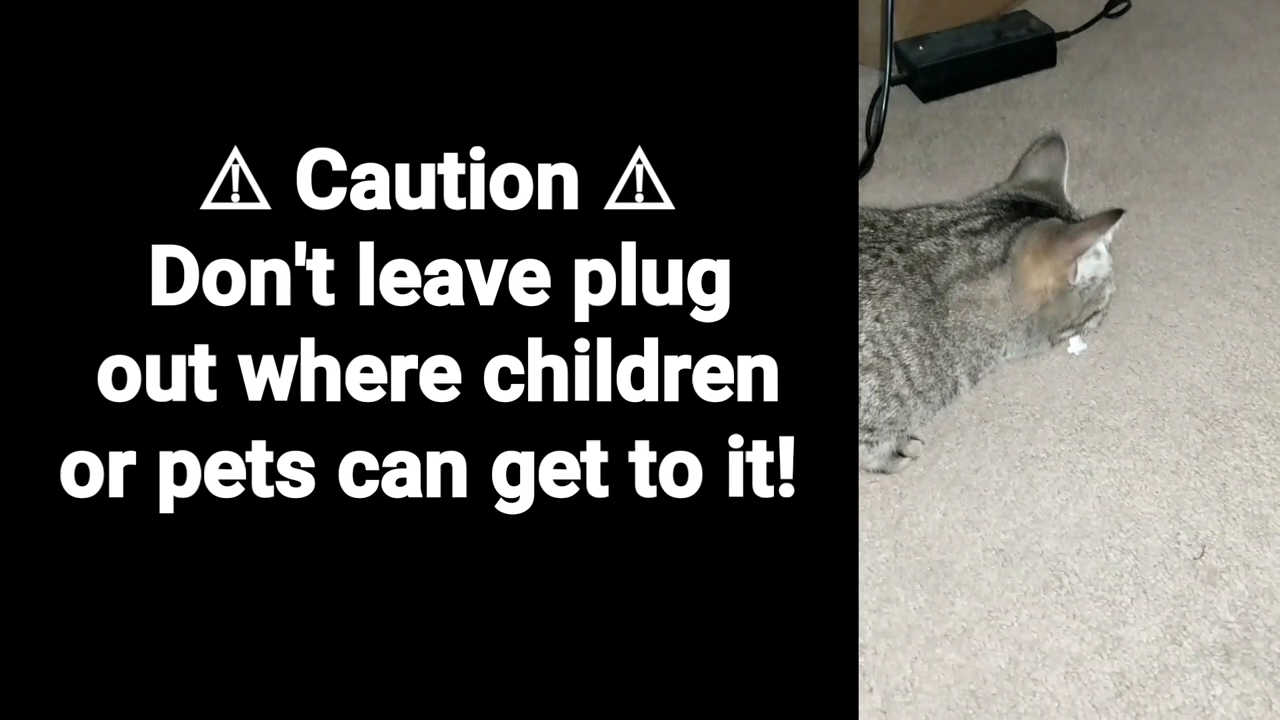 ⚠ Caution ⚠
Don't leave plug
out where children
or pets can get to it!